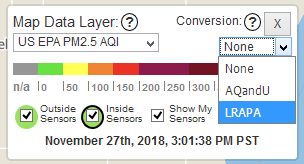 Map Data Layer: ? Conversion: ? X
US EPA PM2.5 AQI None
None
AQandU
LRAPA
n/a 0 50 100 150 200 300
Outside Sensors Inside Sensors Show My Sensors
November 27th, 2018, 3:01:38 PM PST